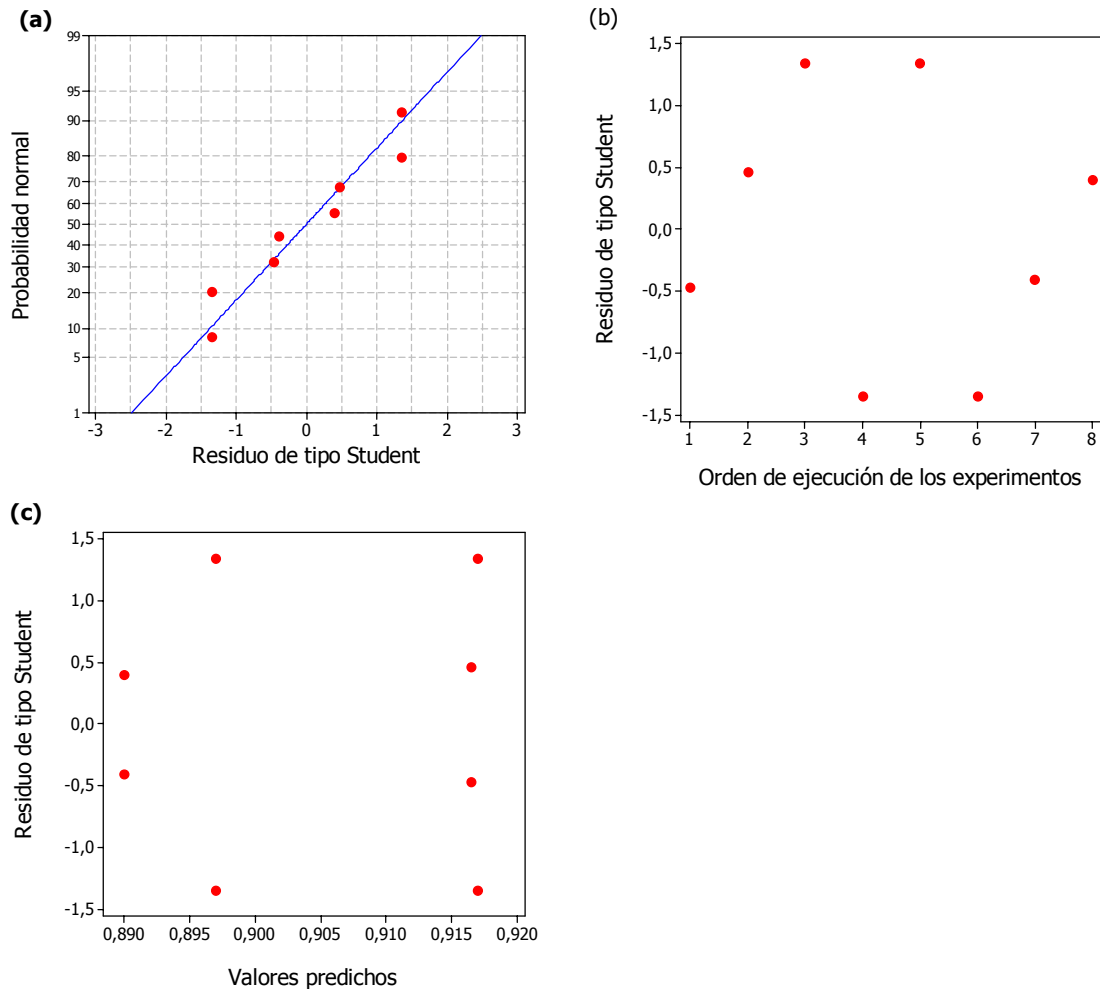 (a)
99
95
90
80
70
60
50
40
30
20
10
5
1
Probabilidad normal
-3 -2 -1 0 1 2 3
Residuo de tipo Student
(b)
1,5
1,0
0,5
0,0
-0,5
-1,0
-1,5
Residuo de tipo Student
1 2 3 4 5 6 7 8
Orden de ejecución de los experimentos
(c)
1,5
1,0
0,5
0,0
-0,5
-1,0
-1,5
Residuo de tipo Student
0,890 0,895 0,900 0,905 0,910 0,915 0,920
Valores predichos